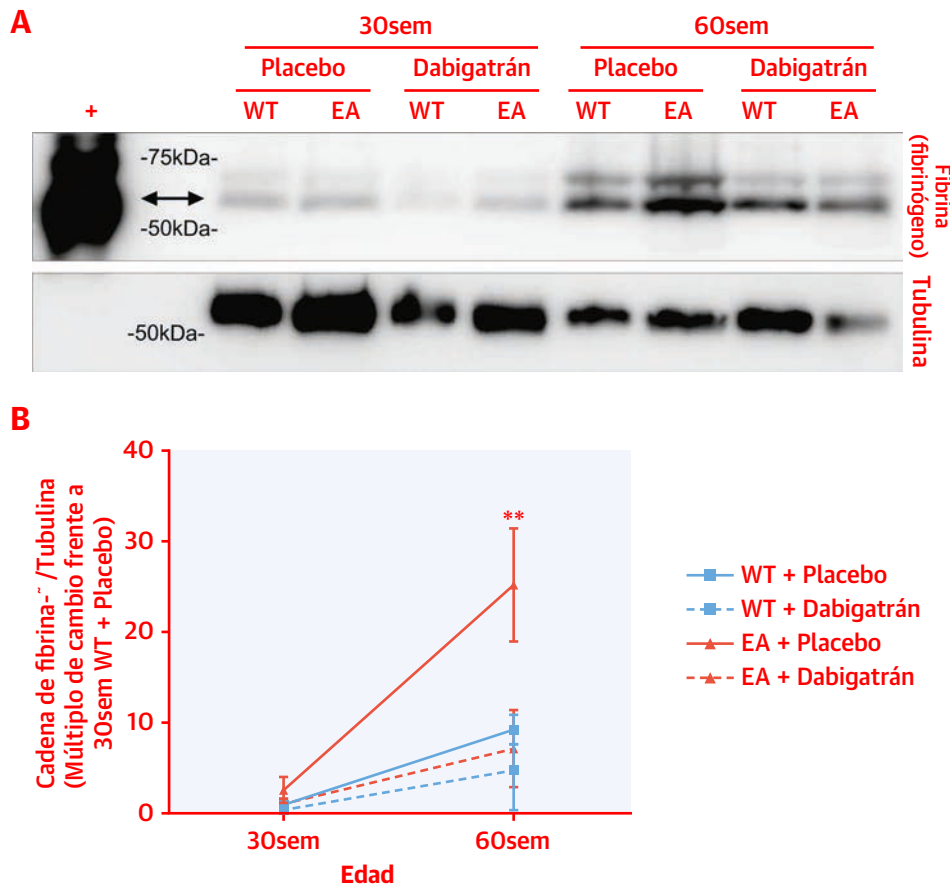 A
30sem 60sem
Placebo Dabigatrán Placebo Dabigatrán
+ WT EA WT EA WT EA WT EA
-75kDa-
-50kDa-
Fibrina
(fibrinógeno)
-50kDa-
Tubulina
B
Cadena de fibrina-˜ /Tubulina
(Múltiplo de cambio frente a
30sem WT + Placebo)
40
30
20
10
0
**
30sem 60sem
Edad
WT + Placebo
WT + Dabigatrán
EA + Placebo
EA + Dabigatrán